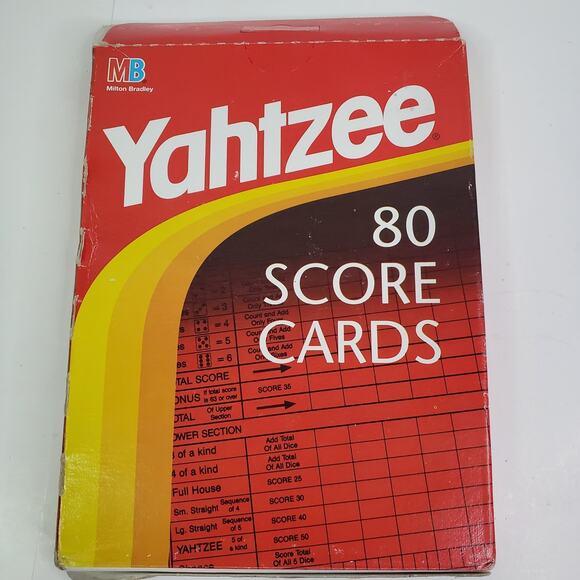 MB
Milton Bradley
Yahtzee®
80
SCORE
CARDS
= 3
= 4 Count and Add
= 5
= 6
TAL SCORE
ONUS If total score is 63 or over SCORE 35
OTAL Of Upper Section
OWER SECTION
of a kind Add Total Of All Dice
4 of a kind Add Total Of All Dice
Full House SCORE 25
Sm. Straight Sequence of 4 SCORE 30
Lg. Straight Sequence of 5 SCORE 40
YAHTZEE 5 of a kind SCORE 50
Score Total Of All 5 Dice